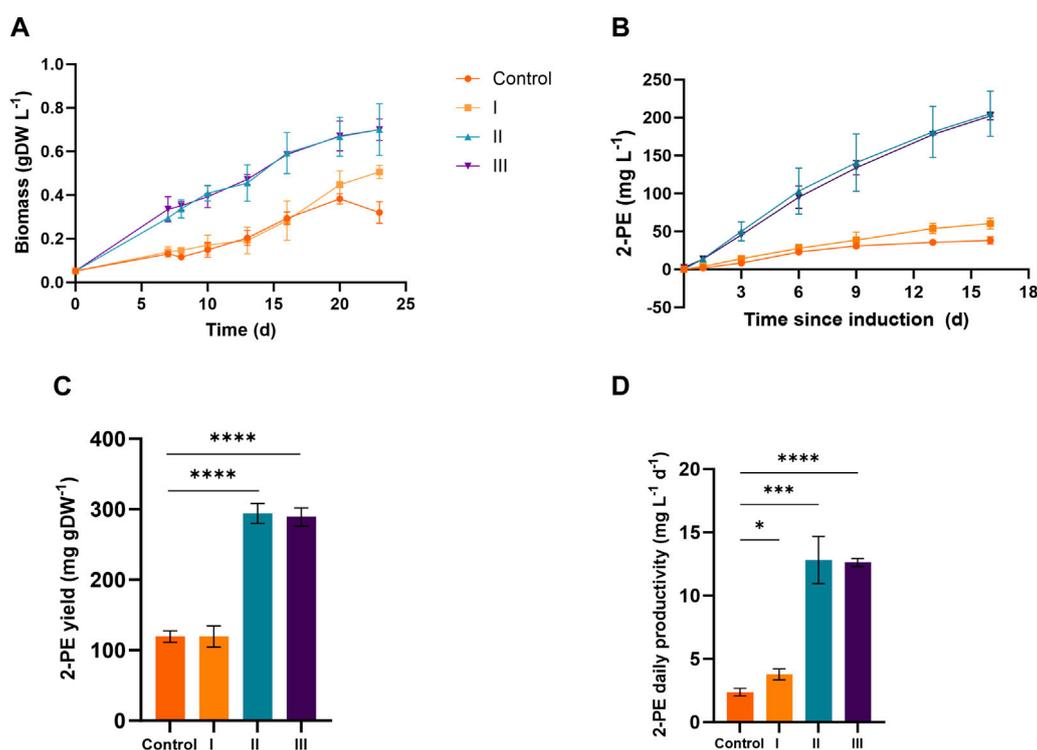 A
Biomass (gDW L⁻¹)
1.0
0.8
0.6
0.4
0.2
0.0
0 5 10 15 20 25
Time (d)
Control
I
II
III
B
2-PE (mg L⁻¹)
250
200
150
100
50
0
-50
3 6 9 12 15 18
Time since induction (d)
C
2-PE yield (mg gDW⁻¹)
400
300
200
100
0
****
****
Control I II III
D
2-PE daily productivity (mg L⁻¹ d⁻¹)
20
15
10
5
0
****
***
*
Control I II III